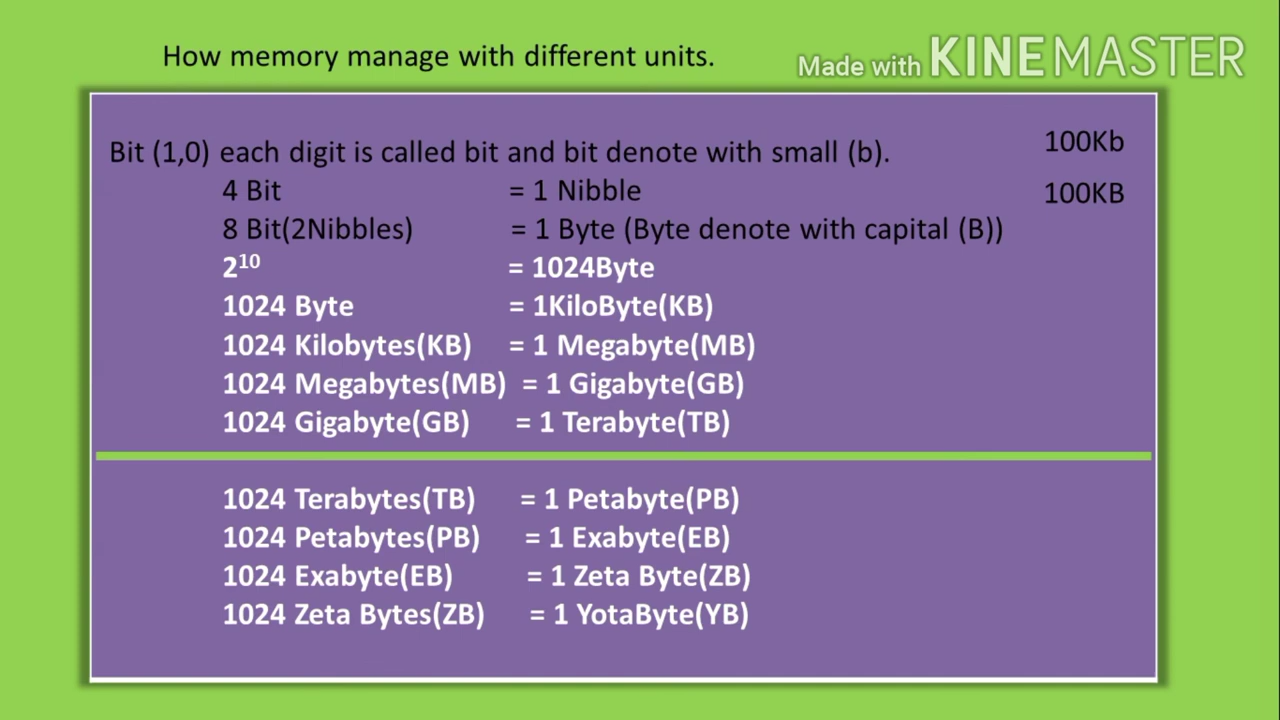 How memory manage with different units.
Made with KINEMASTER
Bit (1,0) each digit is called bit and bit denote with small (b).
100Kb
4 Bit = 1 Nibble
100KB
8 Bit(2Nibbles) = 1 Byte (Byte denote with capital (B))
2¹⁰ = 1024Byte
1024 Byte = 1KiloByte(KB)
1024 Kilobytes(KB) = 1 Megabyte(MB)
1024 Megabytes(MB) = 1 Gigabyte(GB)
1024 Gigabyte(GB) = 1 Terabyte(TB)
1024 Terabytes(TB) = 1 Petabyte(PB)
1024 Petabytes(PB) = 1 Exabyte(EB)
1024 Exabyte(EB) = 1 Zeta Byte(ZB)
1024 Zeta Bytes(ZB) = 1 YotaByte(YB)